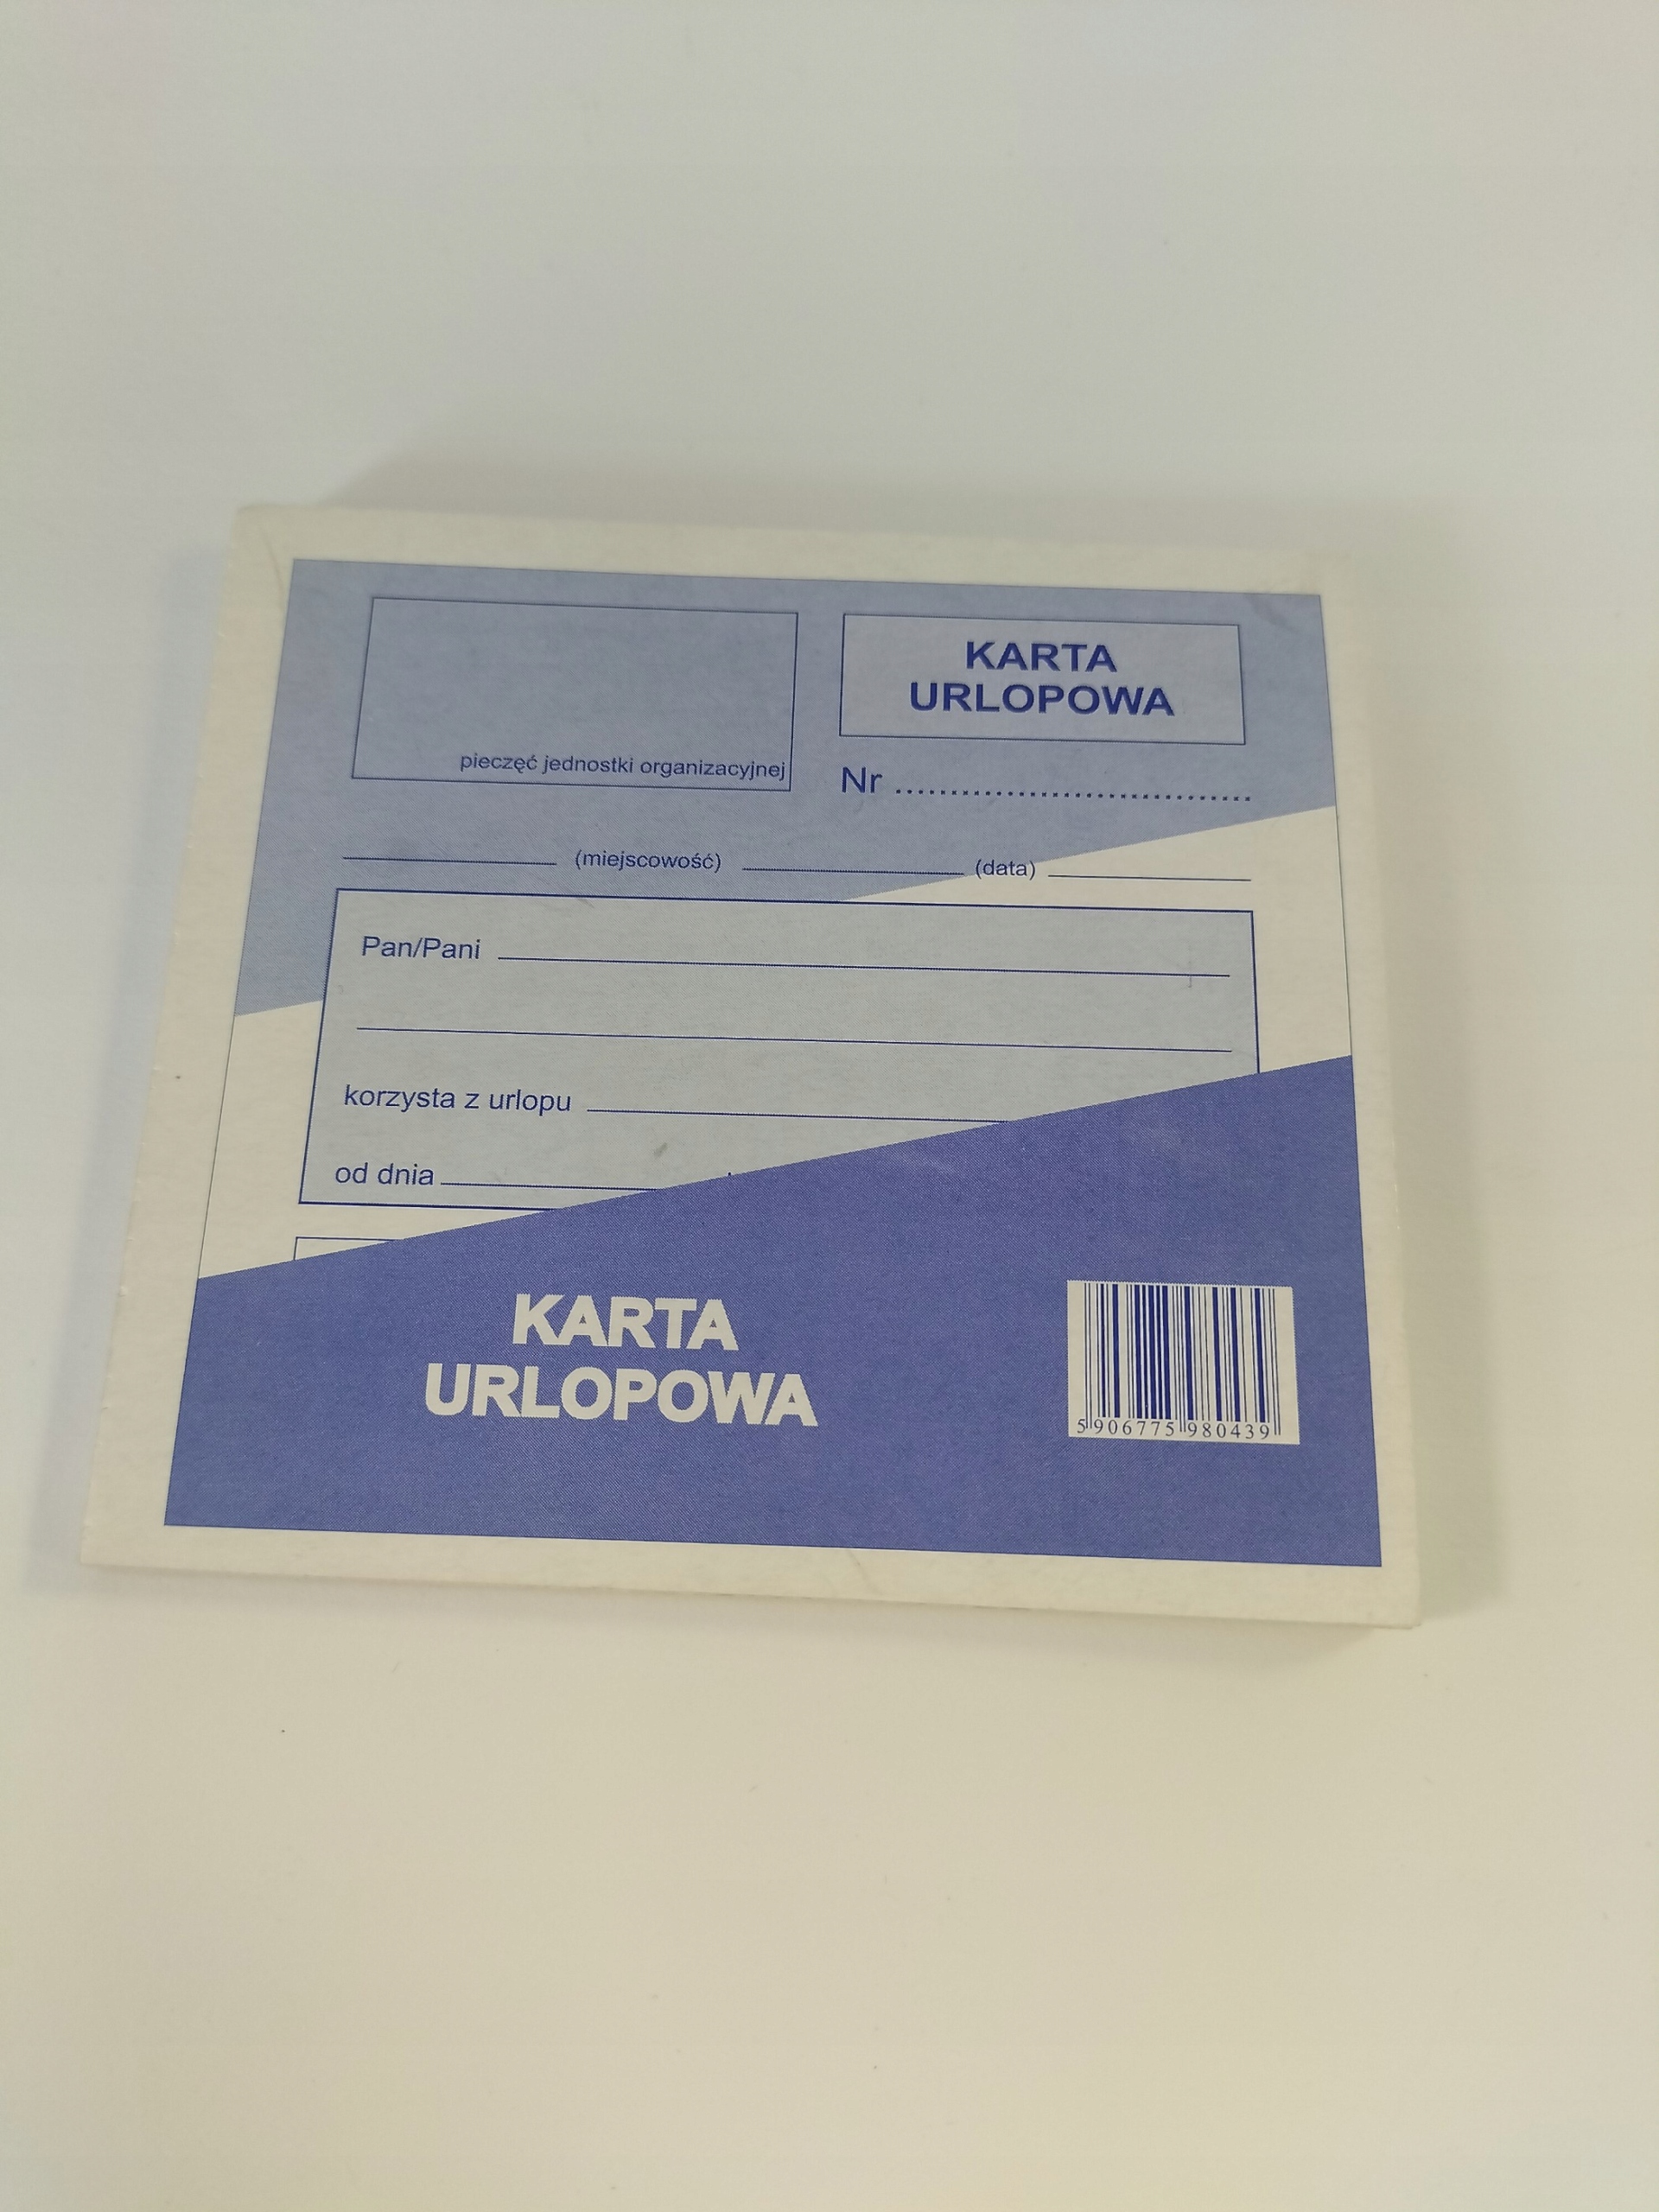 KARTA
URLOPOWA
pieczęć jednostki organizacyjnej
Nr ......................................
(miejscowość) (data)
Pan/Pani
korzysta z urlopu
od dnia
KARTA
URLOPOWA
5 906775 980439